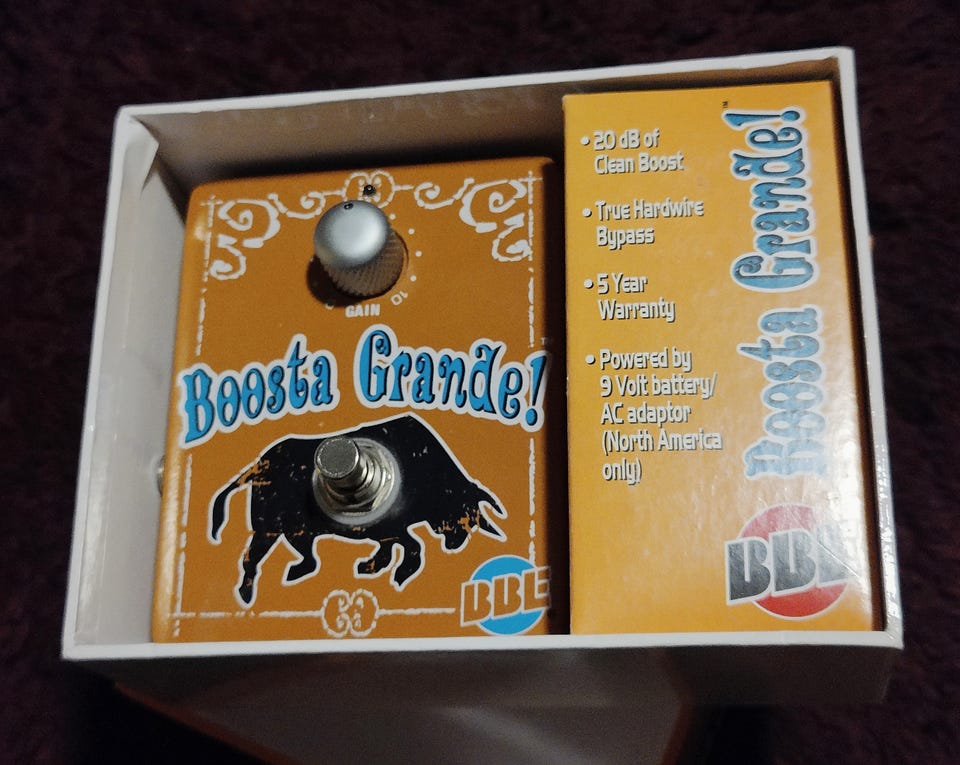 10
GAIN
Boosta Grande!
BBE
• 20 dB of
Clean Boost
• True Hardwire
Bypass
• 5 Year
Warranty
• Powered by
9 Volt battery/
AC adaptor
(North America
only)
Boosta Grande!™
BBE